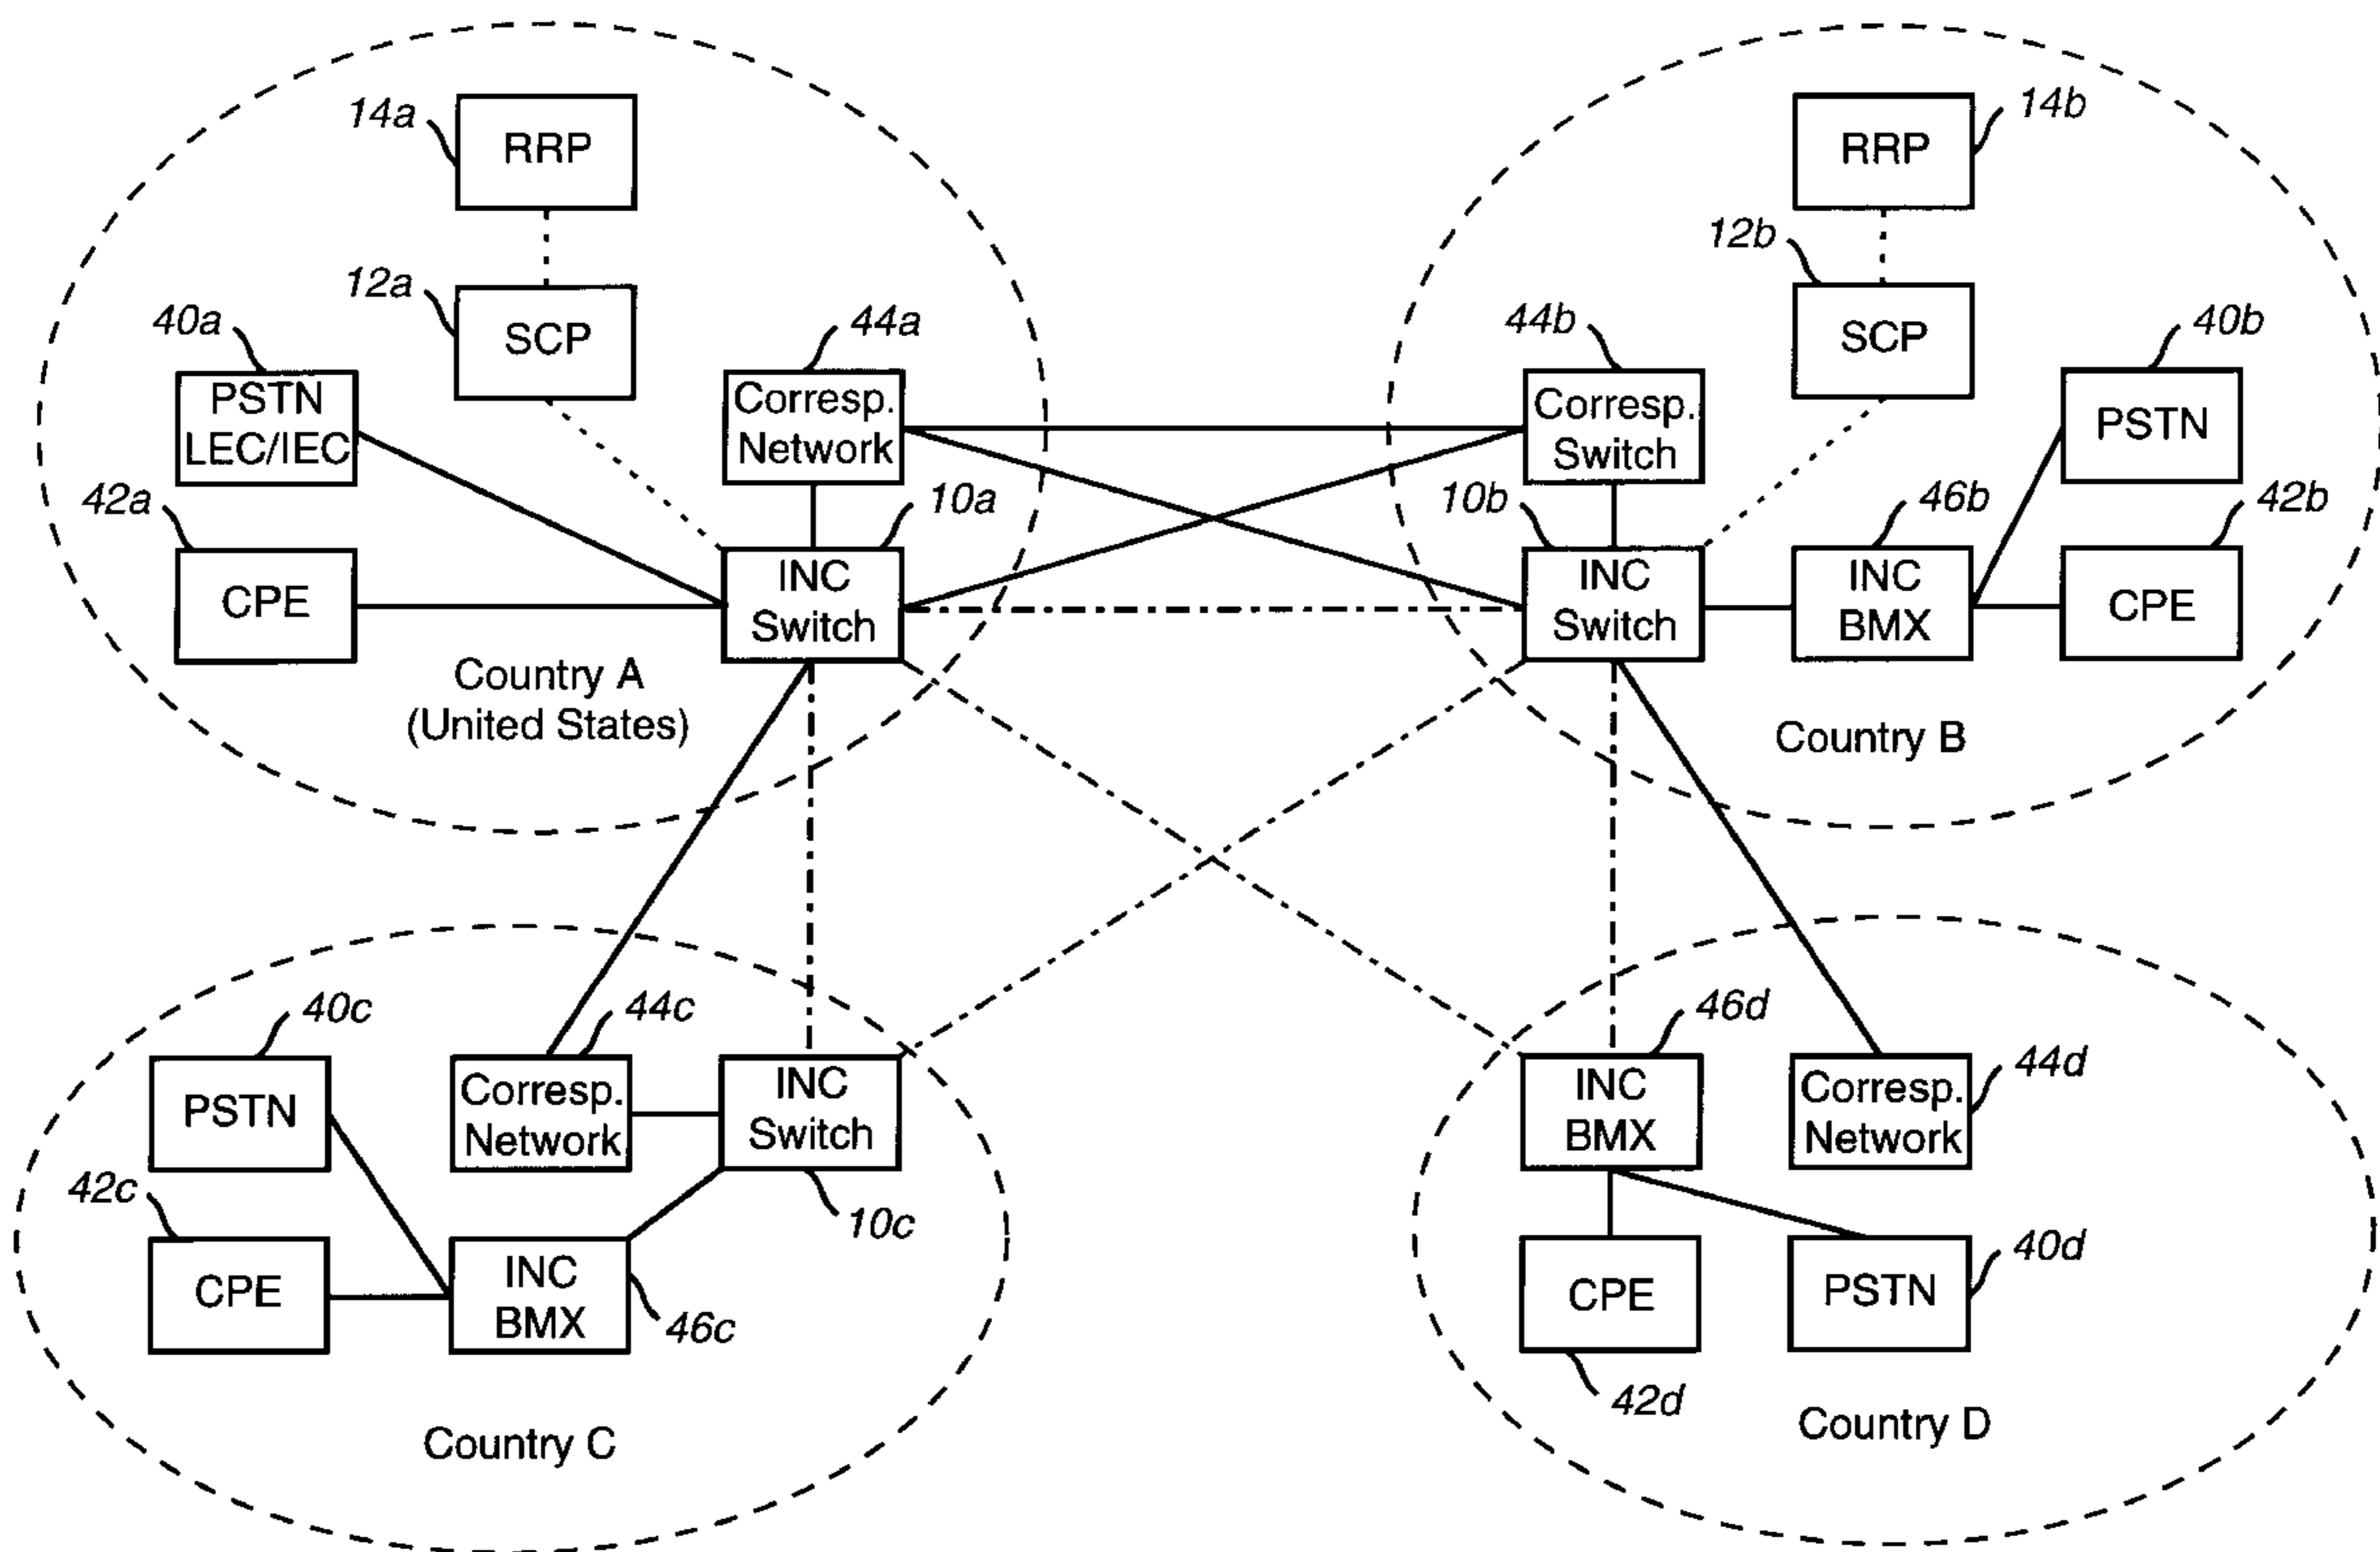 14a
RRP
12a
SCP
40a
PSTN
LEC/IEC
44a
Corresp.
Network
42a
CPE
10a
INC
Switch
Country A
(United States)
14b
RRP
12b
SCP
44b
Corresp.
Switch
40b
PSTN
10b
INC
Switch
46b
INC
BMX
42b
CPE
Country B
40c
PSTN
44c
Corresp.
Network
INC
Switch
10c
42c
CPE
INC
BMX
46c
Country C
46d
INC
BMX
44d
Corresp.
Network
CPE
42d
40d
PSTN
Country D